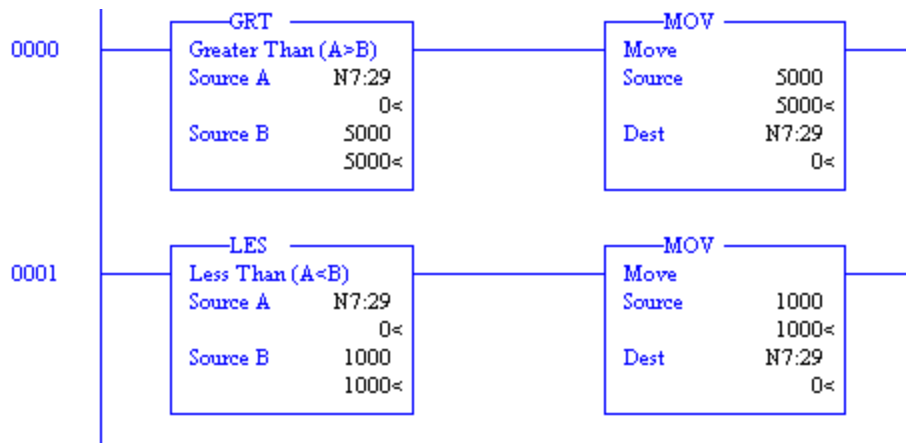 GRT MOV
0000 Greater Than (A>B) Move
Source A N7:29 Source 5000
0< 5000<
Source B 5000 Dest N7:29
5000< 0<
LES MOV
0001 Less Than (A<B) Move
Source A N7:29 Source 1000
0< 1000<
Source B 1000 Dest N7:29
1000< 0<